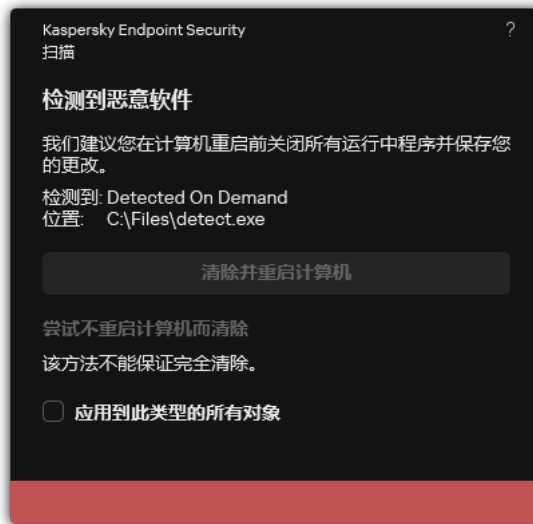 Kaspersky Endpoint Security
?
扫描
检测到恶意软件
我们建议您在计算机重启前关闭所有运行中程序并保存您
的更改。
检测到: Detected On Demand
位置: C:\Files\detect.exe
清除并重启计算机
尝试不重启计算机而清除
该方法不能保证完全清除。
应用到此类型的所有对象